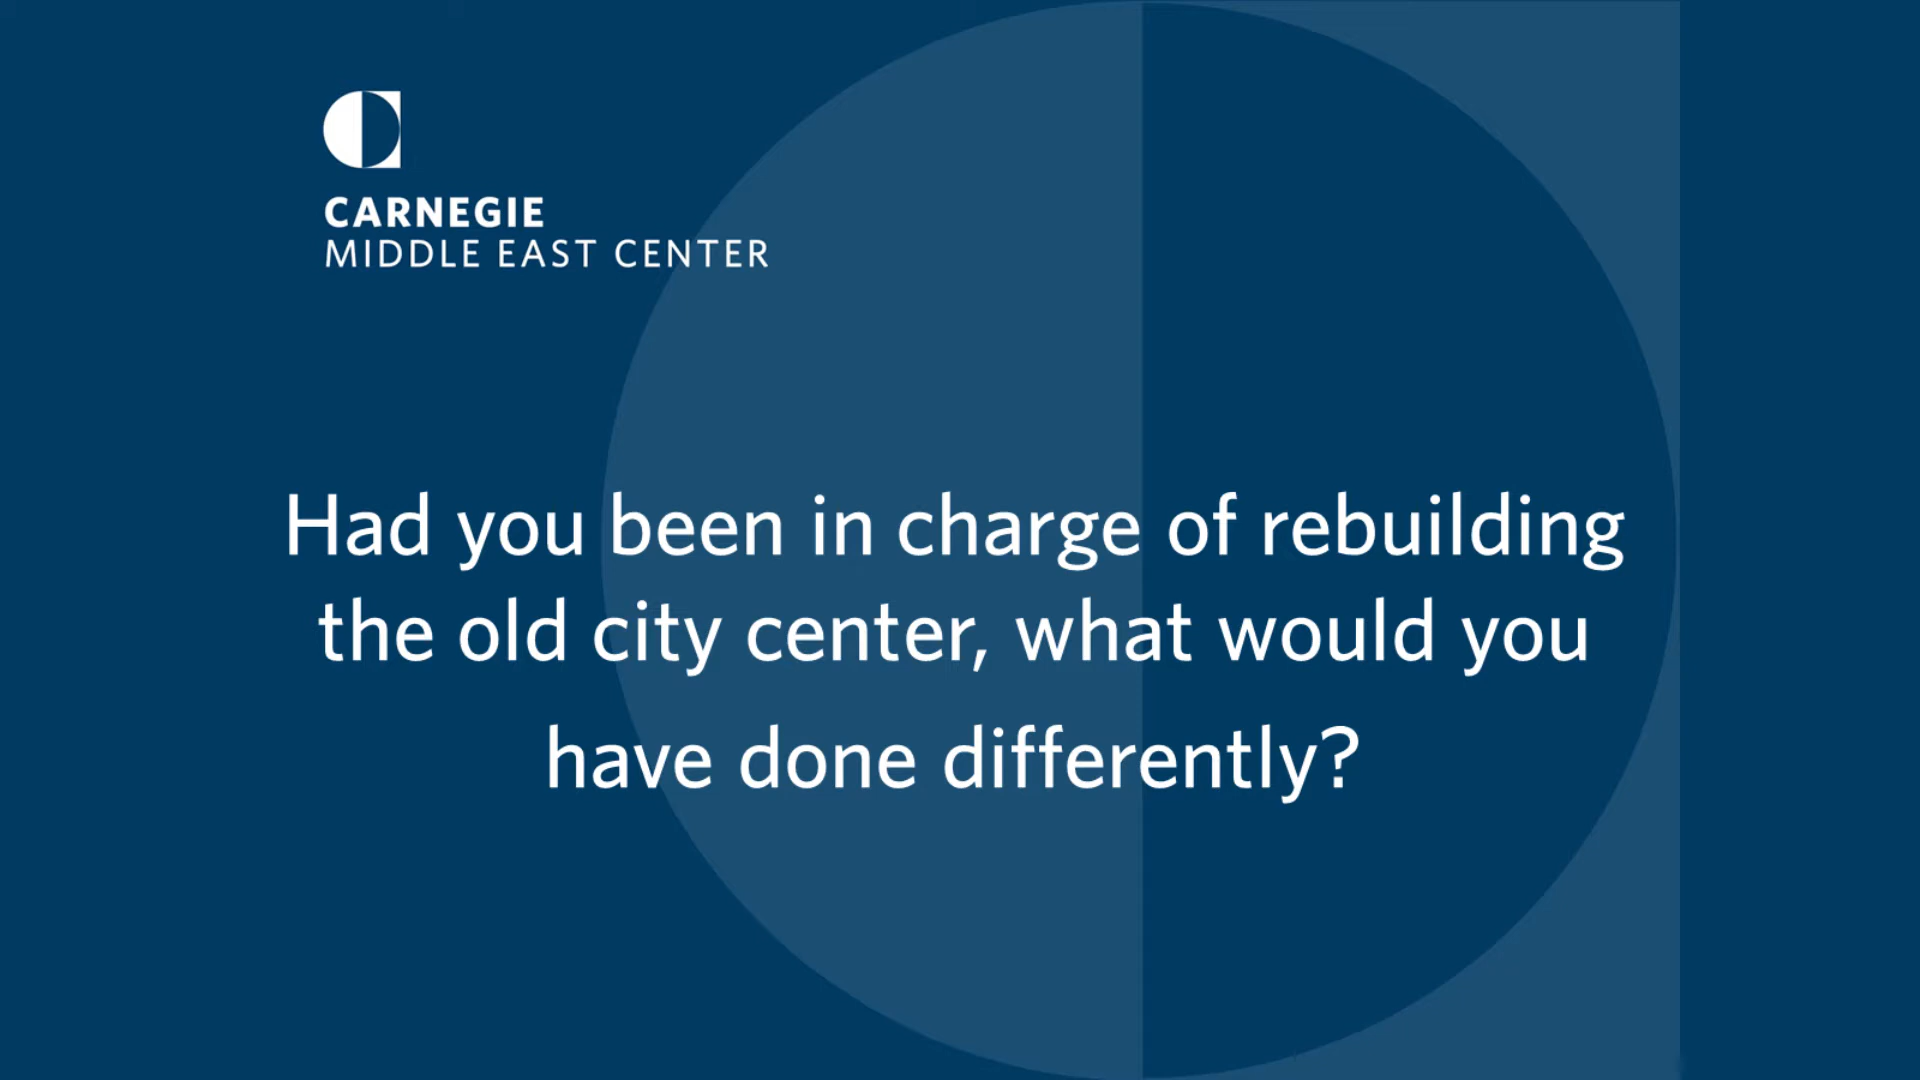 CARNEGIE
MIDDLE EAST CENTER
Had you been in charge of rebuilding
the old city center, what would you
have done differently?